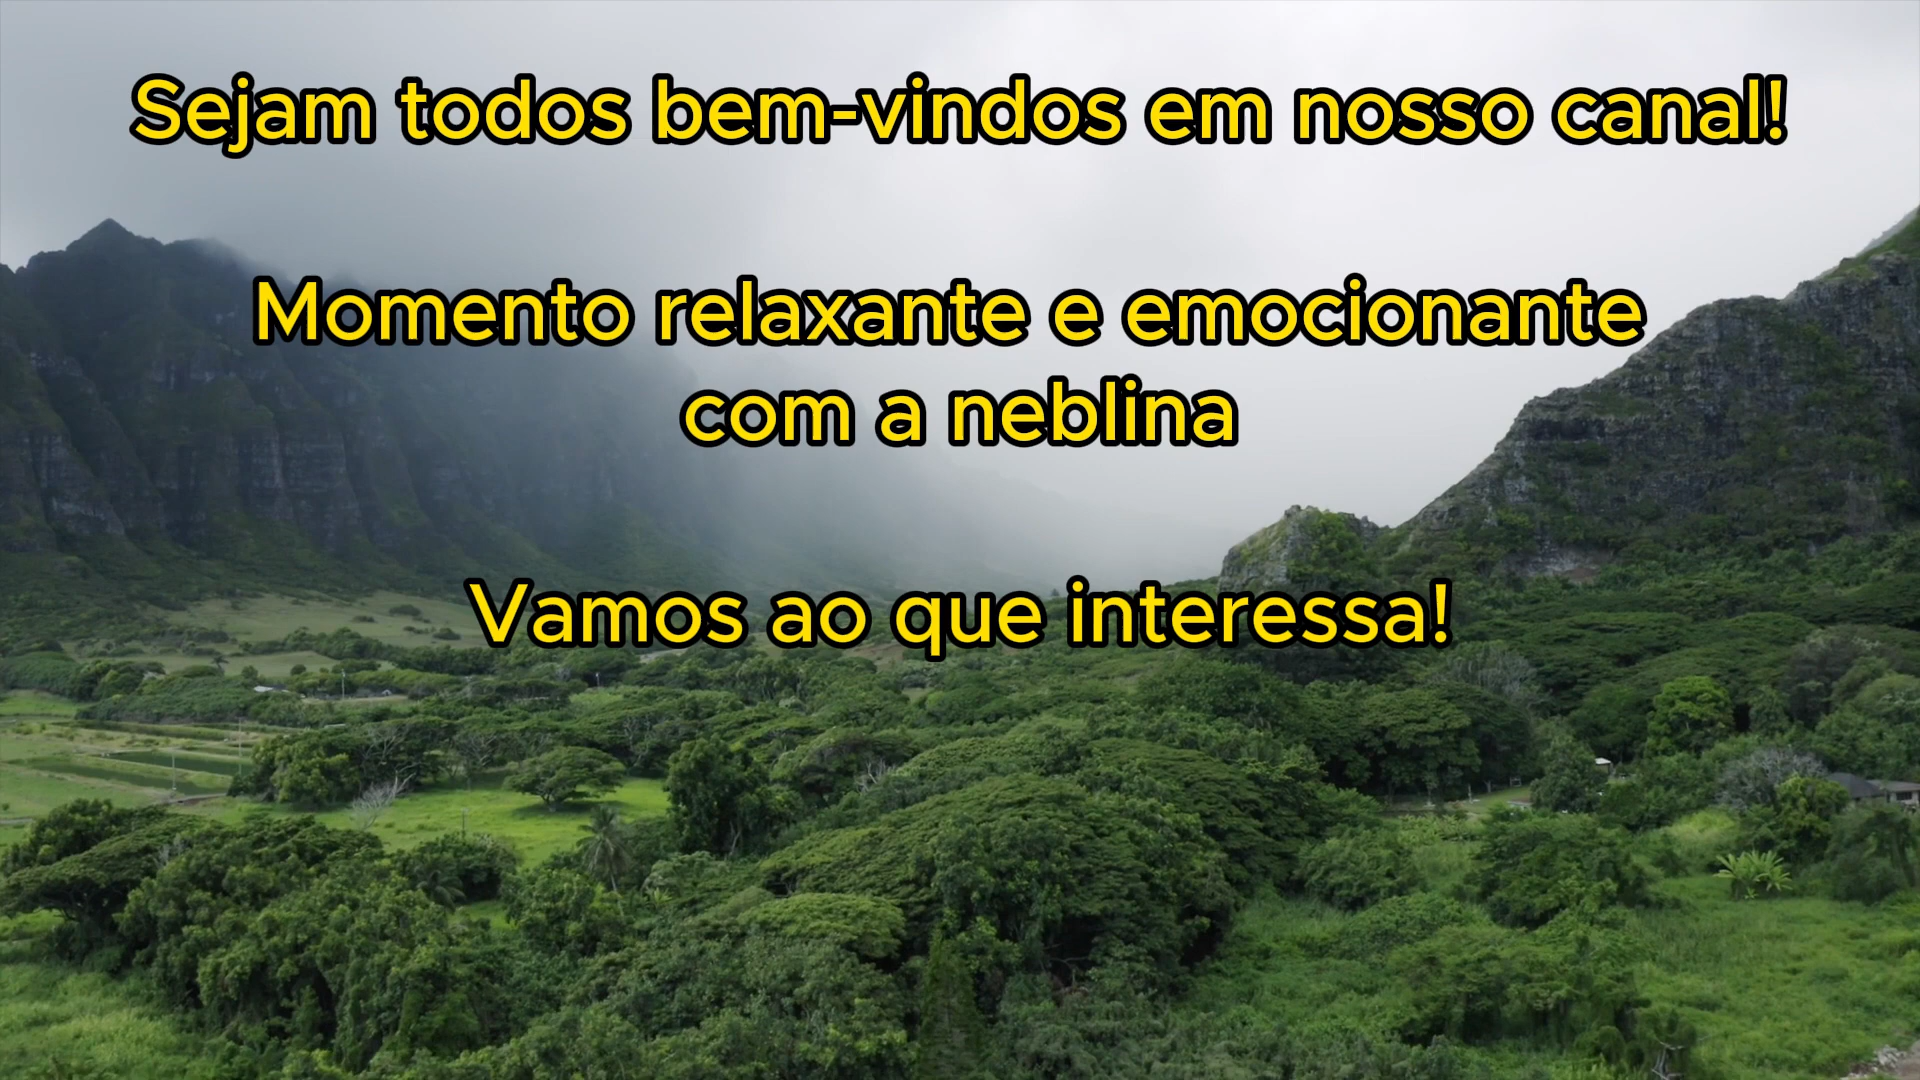 Sejam todos bem-vindos em nosso canal!
Momento relaxante e emocionante
com a neblina
Vamos ao que interessa!